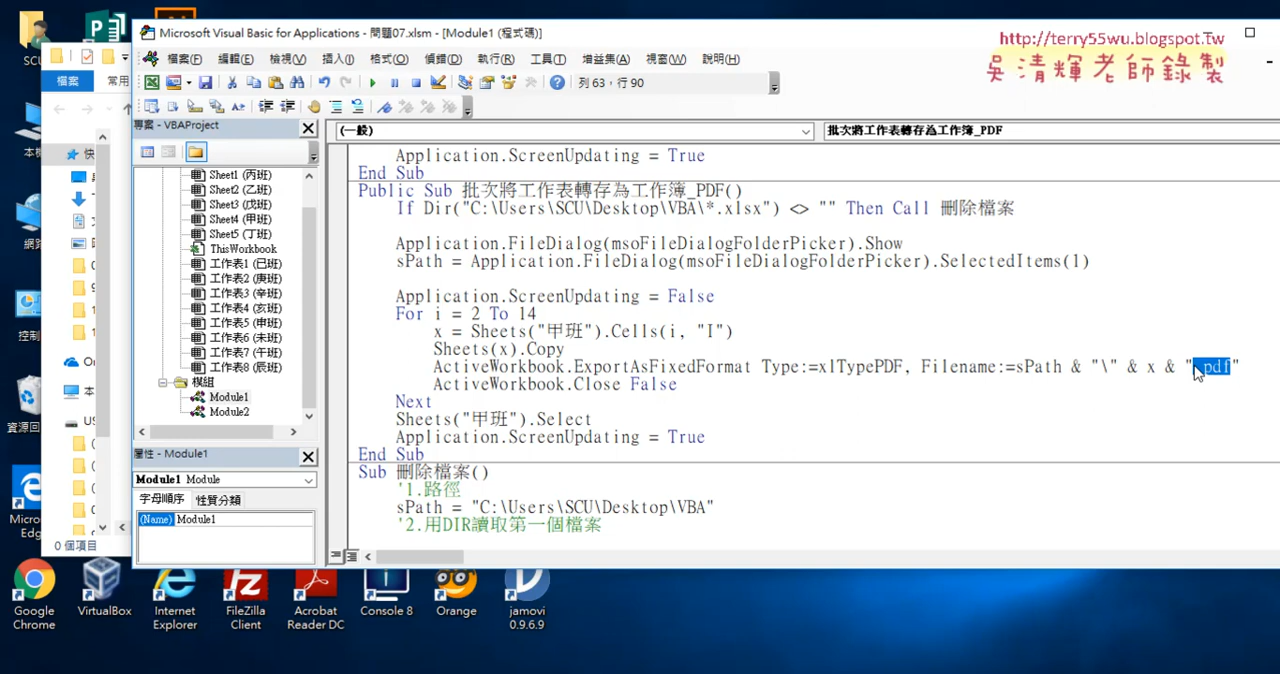 Microsoft Visual Basic for Applications - 問題07.xlsm - [Module1 (程式碼)]
http://terry55wu.blogspot.tw
吳清輝老師錄製
檔案(F) 編輯(E) 檢視(V) 插入(I) 格式(O) 偵錯(D) 執行(R) 工具(T) 增益集(A) 視窗(W) 說明(H)
列 63，行 90
檔案 常用
專案 - VBAProject
(一般)
批次將工作表轉存為工作簿_PDF
Sheet1 (丙班)
Sheet2 (乙班)
Sheet3 (戊班)
Sheet4 (甲班)
Sheet5 (丁班)
ThisWorkbook
工作表1 (已班)
工作表2 (庚班)
工作表3 (辛班)
工作表4 (亥班)
工作表5 (申班)
工作表6 (未班)
工作表7 (午班)
工作表8 (辰班)
模組
Module1
Module2
屬性 - Module1
Module1 Module
字母順序 性質分類
(Name) Module1
Application.ScreenUpdating = True
End Sub
Public Sub 批次將工作表轉存為工作簿_PDF()
If Dir("C:\Users\SCU\Desktop\VBA\*.xlsx") <> "" Then Call 刪除檔案
Application.FileDialog(msoFileDialogFolderPicker).Show
sPath = Application.FileDialog(msoFileDialogFolderPicker).SelectedItems(1)
Application.ScreenUpdating = False
For i = 2 To 14
x = Sheets("甲班").Cells(i, "I")
Sheets(x).Copy
ActiveWorkbook.ExportAsFixedFormat Type:=xlTypePDF, Filename:=sPath & "\" & x & ".pdf"
ActiveWorkbook.Close False
Next
Sheets("甲班").Select
Application.ScreenUpdating = True
End Sub
Sub 刪除檔案()
'1.路徑
sPath = "C:\Users\SCU\Desktop\VBA"
'2.用DIR讀取第一個檔案
0 個項目
Google Chrome
VirtualBox
Internet Explorer
FileZilla Client
Acrobat Reader DC
Console 8
Orange
jamovi 0.9.6.9